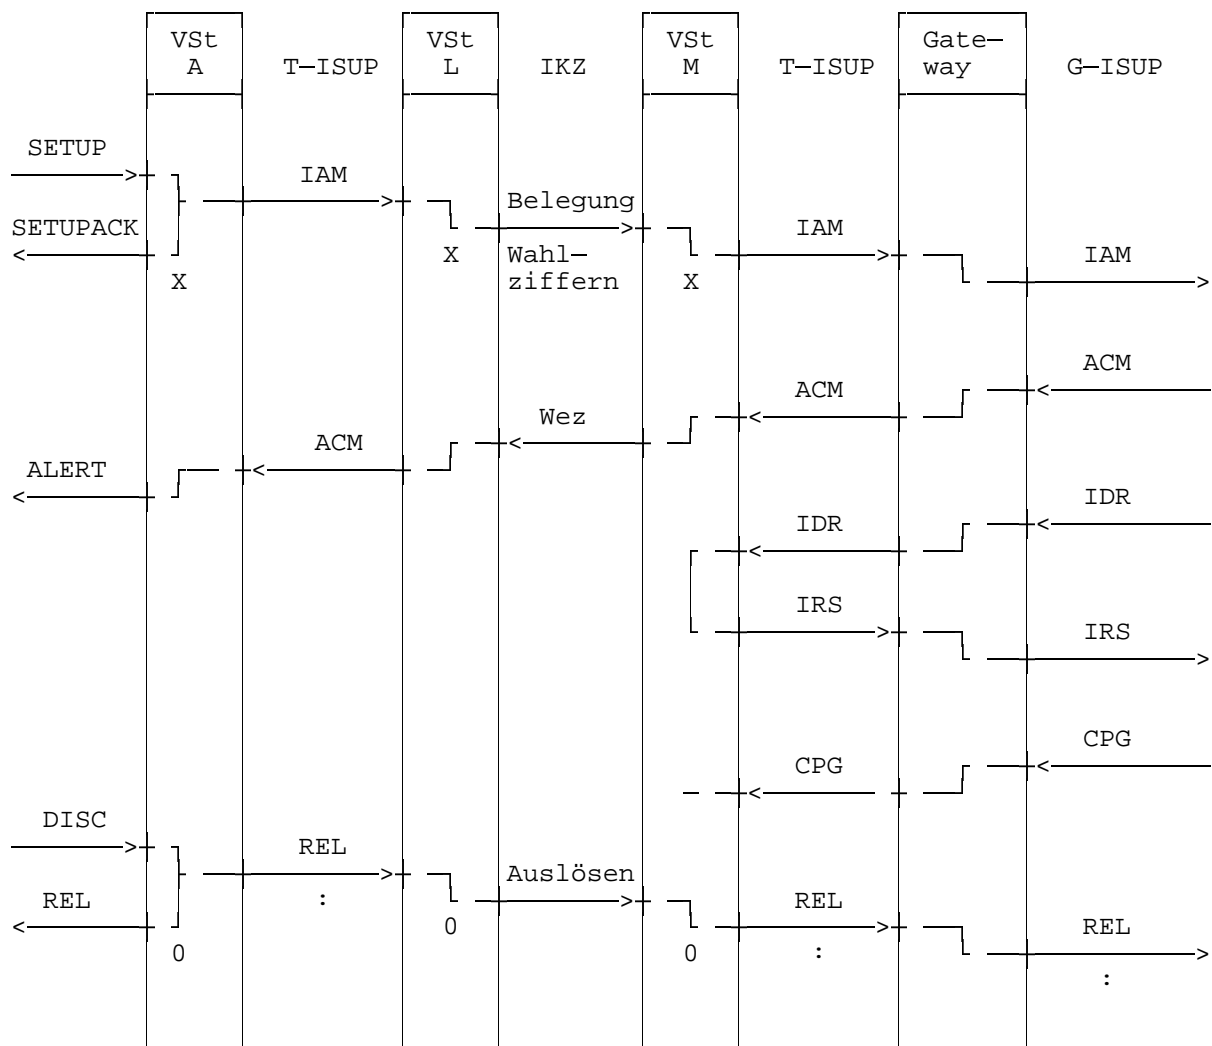 VSt VSt VSt Gate—
A T—ISUP L IKZ M T—ISUP way G—ISUP
SETUP
IAM
Belegung
SETUPACK IAM
X Wahl— IAM
X ziffern X
ACM
ACM
Wez
ACM
ALERT
IDR
IDR
IRS
IRS
CPG
CPG
DISC
REL
Auslösen
REL : REL
0 REL
0 0 :
: